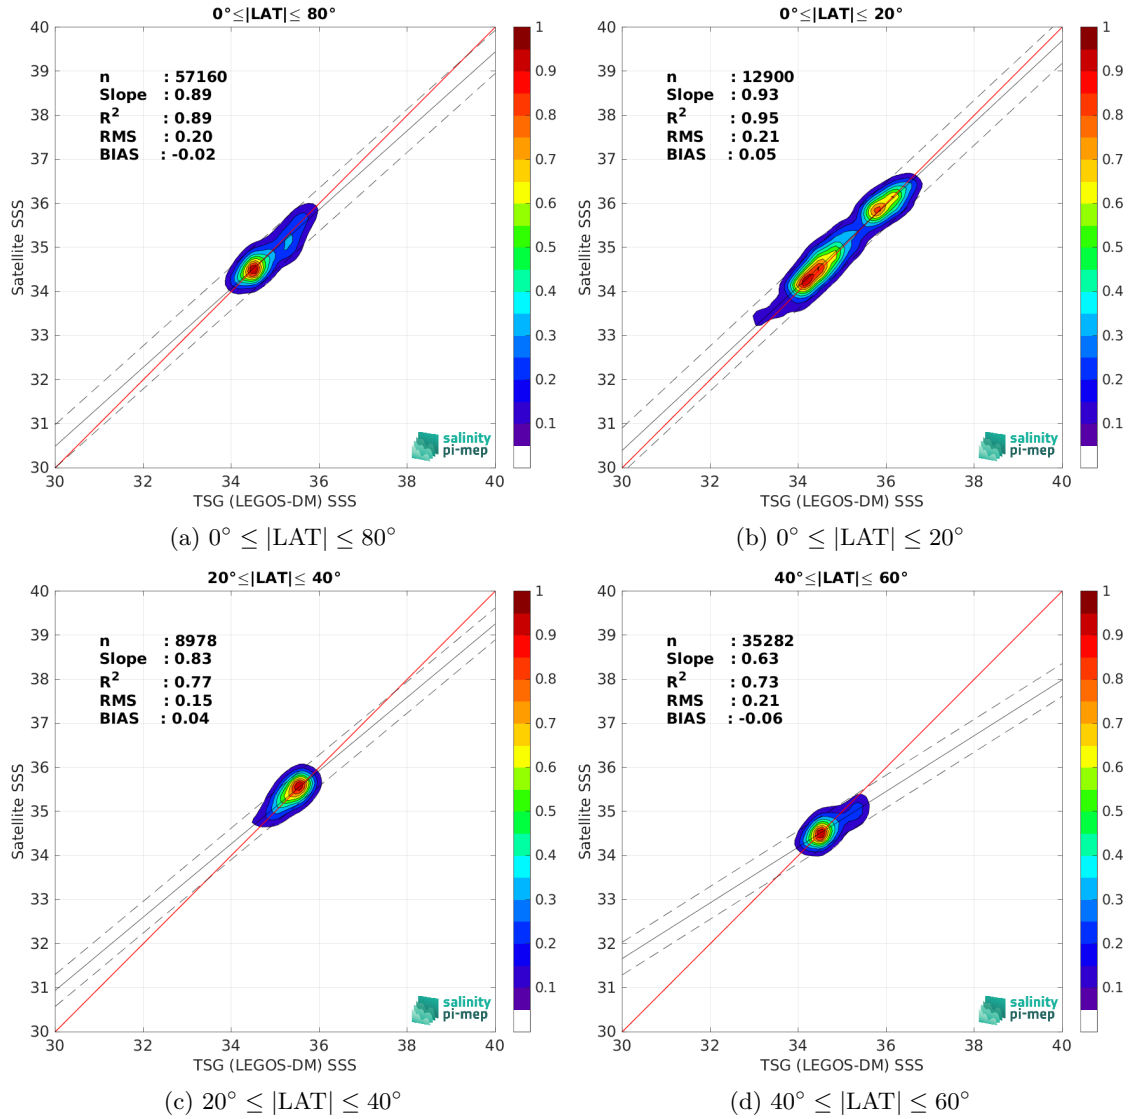 0°≤|LAT|≤ 80°
n : 57160
Slope : 0.89
R² : 0.89
RMS : 0.20
BIAS : -0.02
40
39
38
37
36
35
34
33
32
31
30
Satellite SSS
30 32 34 36 38 40
TSG (LEGOS-DM) SSS
1
0.9
0.8
0.7
0.6
0.5
0.4
0.3
0.2
0.1
salinity
pi-mep
(a) 0° ≤ |LAT| ≤ 80°
0°≤|LAT|≤ 20°
n : 12900
Slope : 0.93
R² : 0.95
RMS : 0.21
BIAS : 0.05
40
39
38
37
36
35
34
33
32
31
30
Satellite SSS
30 32 34 36 38 40
TSG (LEGOS-DM) SSS
1
0.9
0.8
0.7
0.6
0.5
0.4
0.3
0.2
0.1
salinity
pi-mep
(b) 0° ≤ |LAT| ≤ 20°
20°≤|LAT|≤ 40°
n : 8978
Slope : 0.83
R² : 0.77
RMS : 0.15
BIAS : 0.04
40
39
38
37
36
35
34
33
32
31
30
Satellite SSS
30 32 34 36 38 40
TSG (LEGOS-DM) SSS
1
0.9
0.8
0.7
0.6
0.5
0.4
0.3
0.2
0.1
salinity
pi-mep
(c) 20° ≤ |LAT| ≤ 40°
40°≤|LAT|≤ 60°
n : 35282
Slope : 0.63
R² : 0.73
RMS : 0.21
BIAS : -0.06
40
39
38
37
36
35
34
33
32
31
30
Satellite SSS
30 32 34 36 38 40
TSG (LEGOS-DM) SSS
1
0.9
0.8
0.7
0.6
0.5
0.4
0.3
0.2
0.1
salinity
pi-mep
(d) 40° ≤ |LAT| ≤ 60°